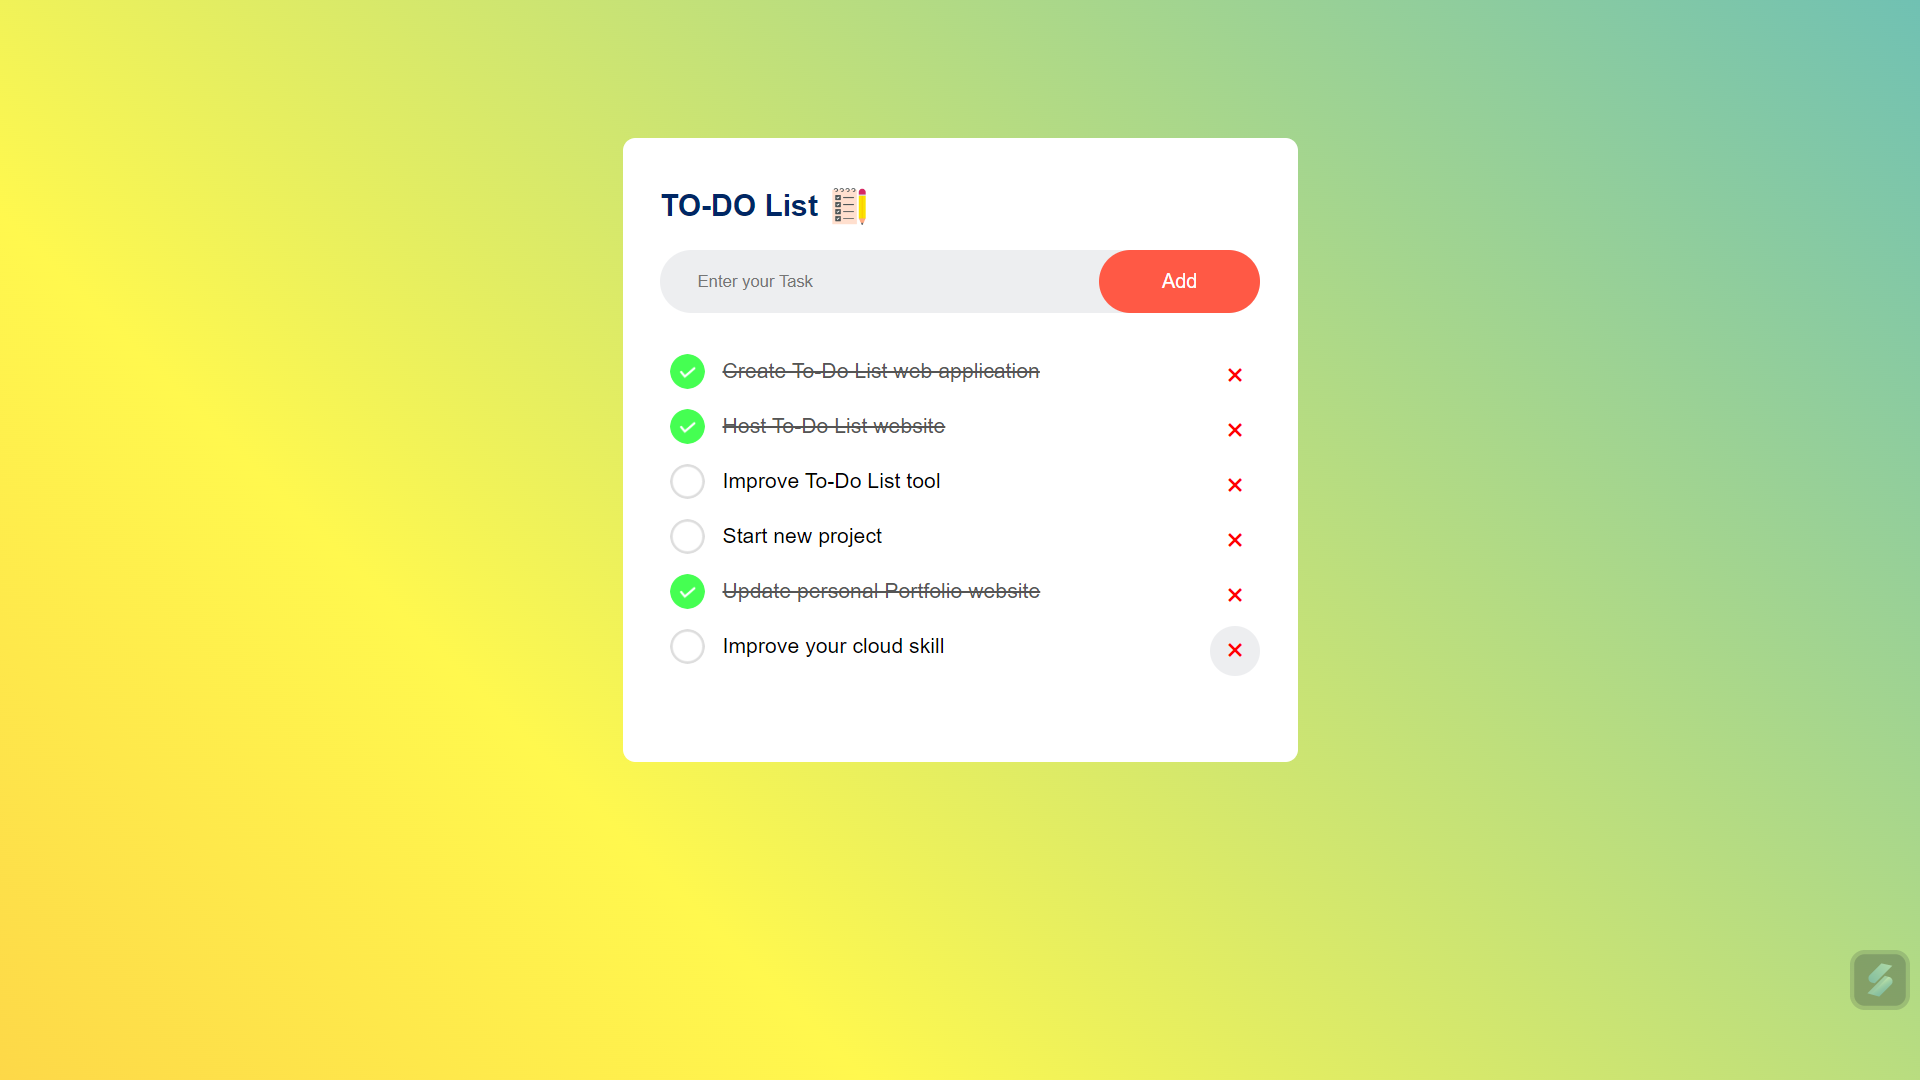 TO-DO List
Enter your Task
Add
Create To-Do List web application
Host To-Do List website
Improve To-Do List tool
Start new project
Update personal Portfolio website
Improve your cloud skill